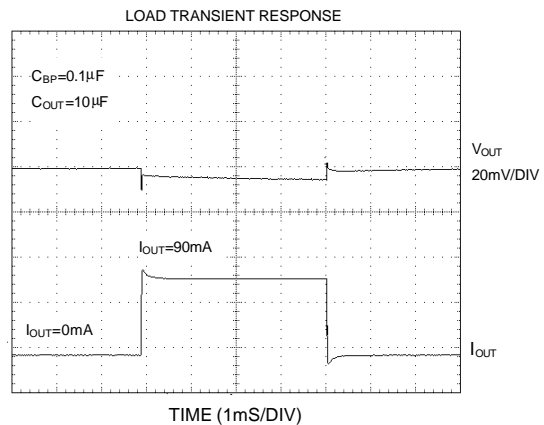 LOAD TRANSIENT RESPONSE
CBP=0.1µF
COUT=10µF
VOUT
20mV/DIV
IOUT=90mA
IOUT=0mA
IOUT
TIME (1mS/DIV)